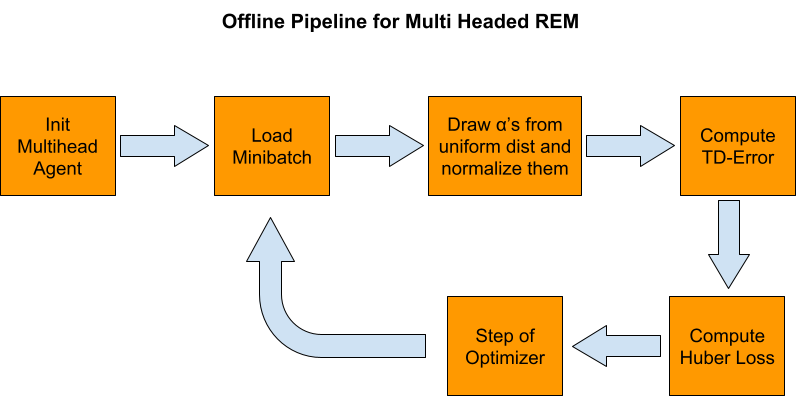 Offline Pipeline for Multi Headed REM
Init
Multihead
Agent
Load
Minibatch
Draw α's from
uniform dist and
normalize them
Compute
TD-Error
Compute
Huber Loss
Step of
Optimizer